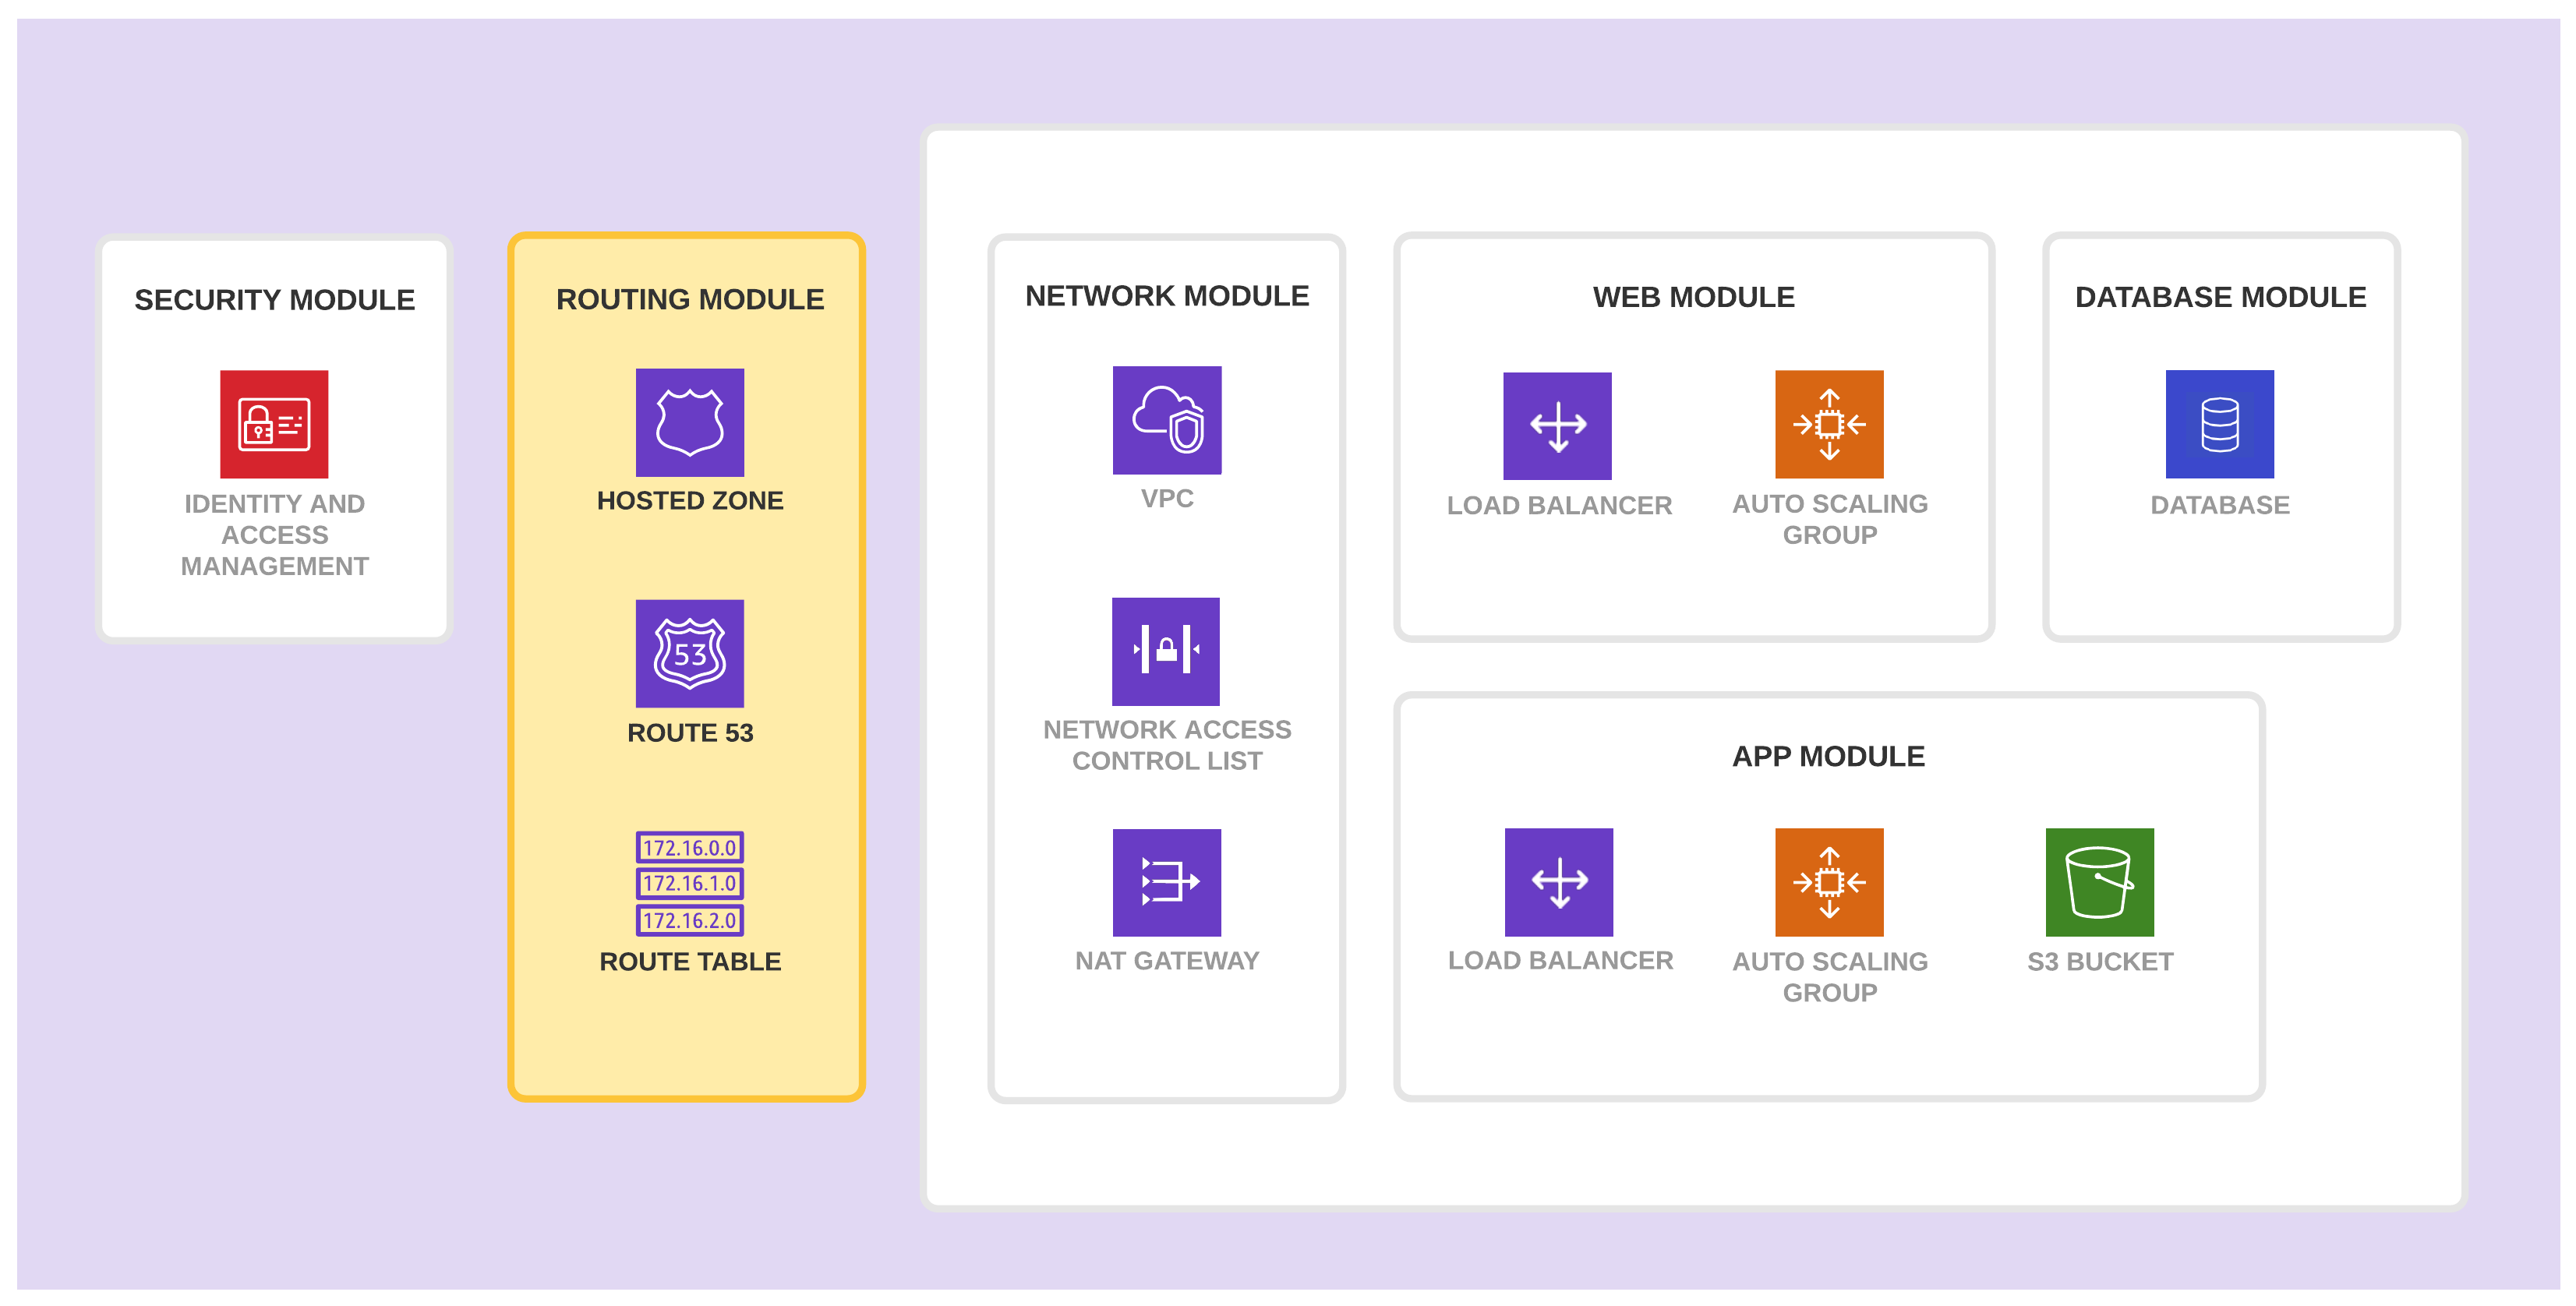 SECURITY MODULE
IDENTITY AND
ACCESS
MANAGEMENT
ROUTING MODULE
HOSTED ZONE
53
ROUTE 53
172.16.0.0
172.16.1.0
172.16.2.0
ROUTE TABLE
NETWORK MODULE
VPC
NETWORK ACCESS
CONTROL LIST
NAT GATEWAY
WEB MODULE
LOAD BALANCER
AUTO SCALING
GROUP
DATABASE MODULE
DATABASE
APP MODULE
LOAD BALANCER
AUTO SCALING
GROUP
S3 BUCKET